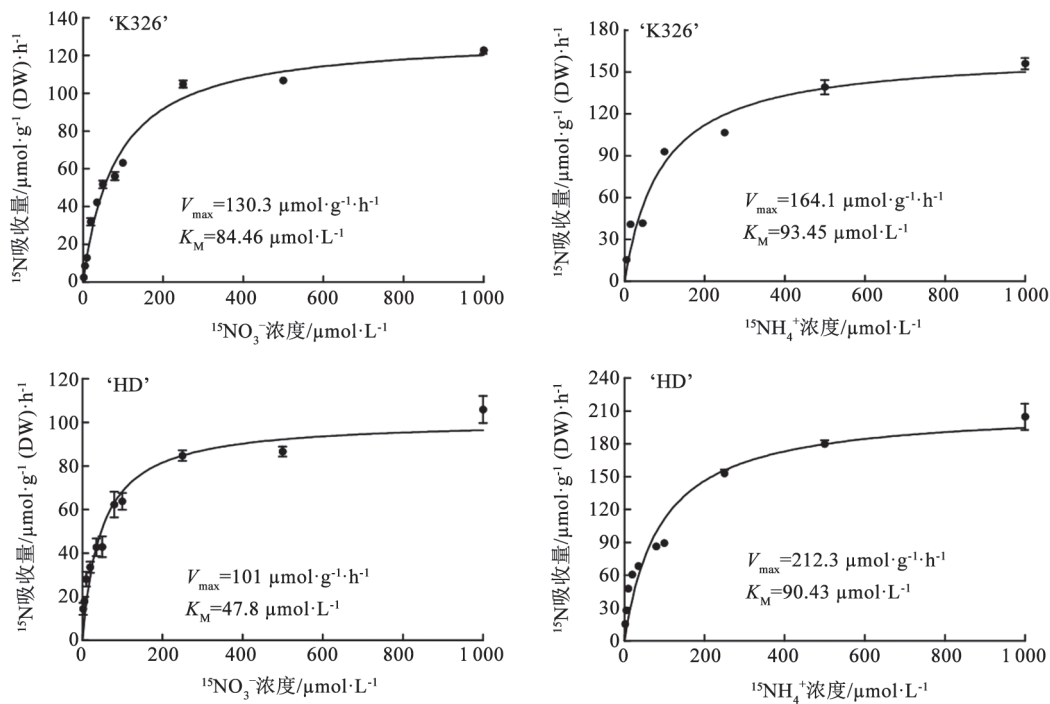 ‘K326’
140
120
100
80
60
40
20
0
¹⁵N吸收量/μmol·g⁻¹ (DW)·h⁻¹
Vmax=130.3 μmol·g⁻¹·h⁻¹
KM=84.46 μmol·L⁻¹
0 200 400 600 800 1 000
¹⁵NO₃⁻浓度/μmol·L⁻¹
‘K326’
180
150
120
90
60
30
0
¹⁵N吸收量/μmol·g⁻¹ (DW)·h⁻¹
Vmax=164.1 μmol·g⁻¹·h⁻¹
KM=93.45 μmol·L⁻¹
0 200 400 600 800 1 000
¹⁵NH₄⁺浓度/μmol·L⁻¹
‘HD’
120
100
80
60
40
20
0
¹⁵N吸收量/μmol·g⁻¹ (DW)·h⁻¹
Vmax=101 μmol·g⁻¹·h⁻¹
KM=47.8 μmol·L⁻¹
0 200 400 600 800 1 000
¹⁵NO₃⁻浓度/μmol·L⁻¹
‘HD’
240
210
180
150
120
90
60
30
0
¹⁵N吸收量/μmol·g⁻¹ (DW)·h⁻¹
Vmax=212.3 μmol·g⁻¹·h⁻¹
KM=90.43 μmol·L⁻¹
0 200 400 600 800 1 000
¹⁵NH₄⁺浓度/μmol·L⁻¹